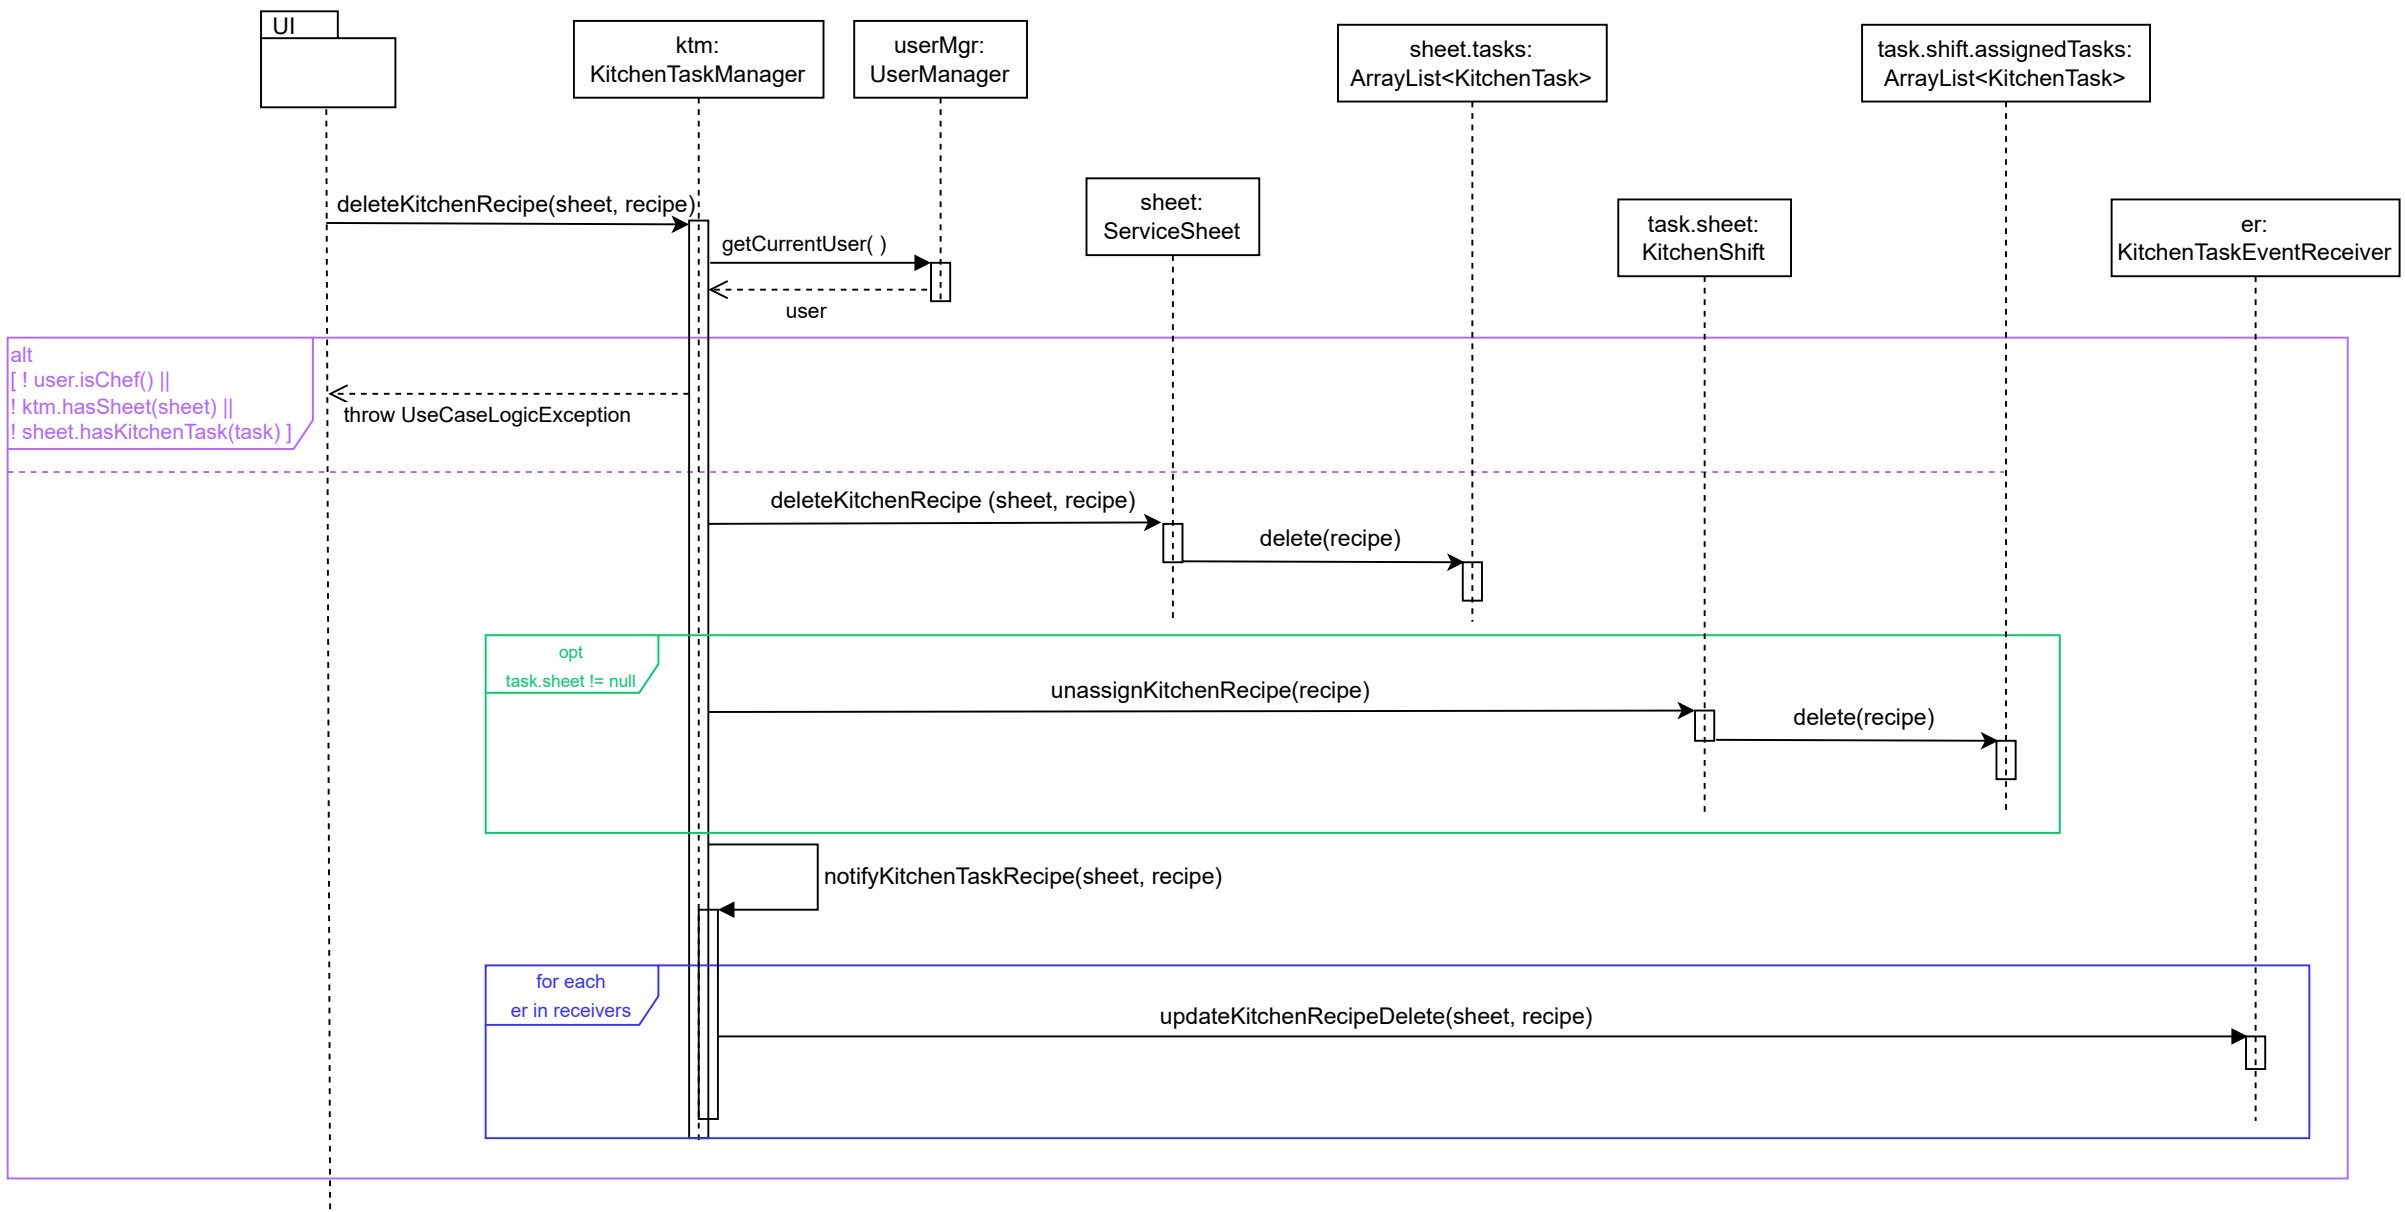 UI
ktm:
KitchenTaskManager
userMgr:
UserManager
sheet.tasks:
ArrayList<KitchenTask>
task.shift.assignedTasks:
ArrayList<KitchenTask>
sheet:
ServiceSheet
task.sheet:
KitchenShift
er:
KitchenTaskEventReceiver
deleteKitchenRecipe(sheet, recipe)
getCurrentUser( )
user
alt
[ ! user.isChef() ||
! ktm.hasSheet(sheet) ||
! sheet.hasKitchenTask(task) ]
throw UseCaseLogicException
deleteKitchenRecipe (sheet, recipe)
delete(recipe)
opt
task.sheet != null
unassignKitchenRecipe(recipe)
delete(recipe)
notifyKitchenTaskRecipe(sheet, recipe)
for each
er in receivers
updateKitchenRecipeDelete(sheet, recipe)